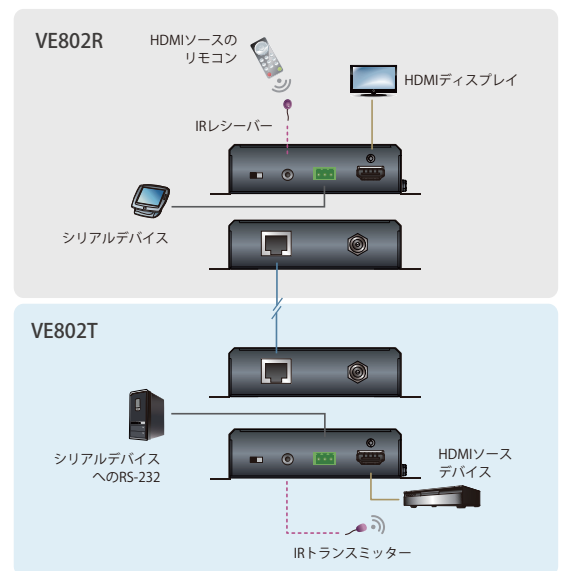 VE802R
HDMIソースの
リモコン
HDMIディスプレイ
IRレシーバー
シリアルデバイス
VE802T
シリアルデバイス
へのRS-232
HDMIソース
デバイス
IRトランスミッター